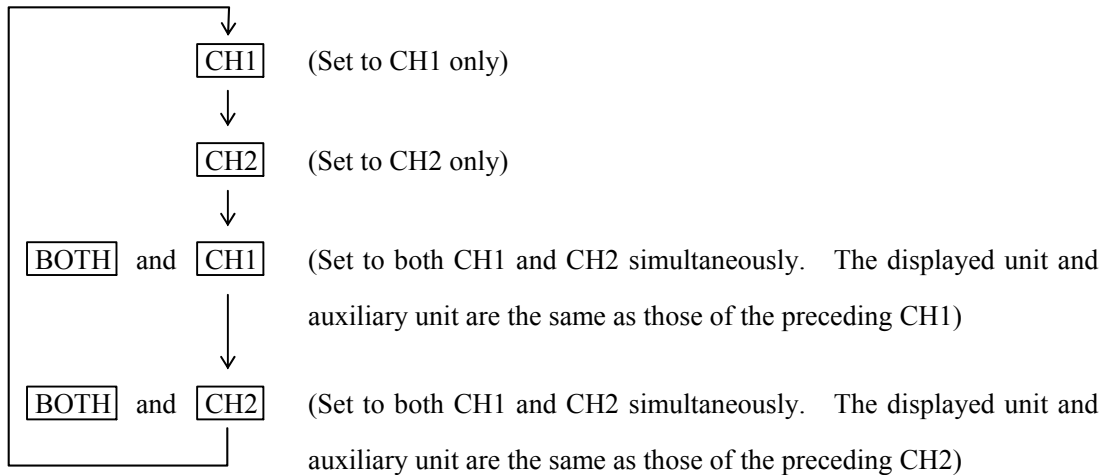 CH1 (Set to CH1 only)
CH2 (Set to CH2 only)
BOTH and CH1 (Set to both CH1 and CH2 simultaneously. The displayed unit and
auxiliary unit are the same as those of the preceding CH1)
BOTH and CH2 (Set to both CH1 and CH2 simultaneously. The displayed unit and
auxiliary unit are the same as those of the preceding CH2)